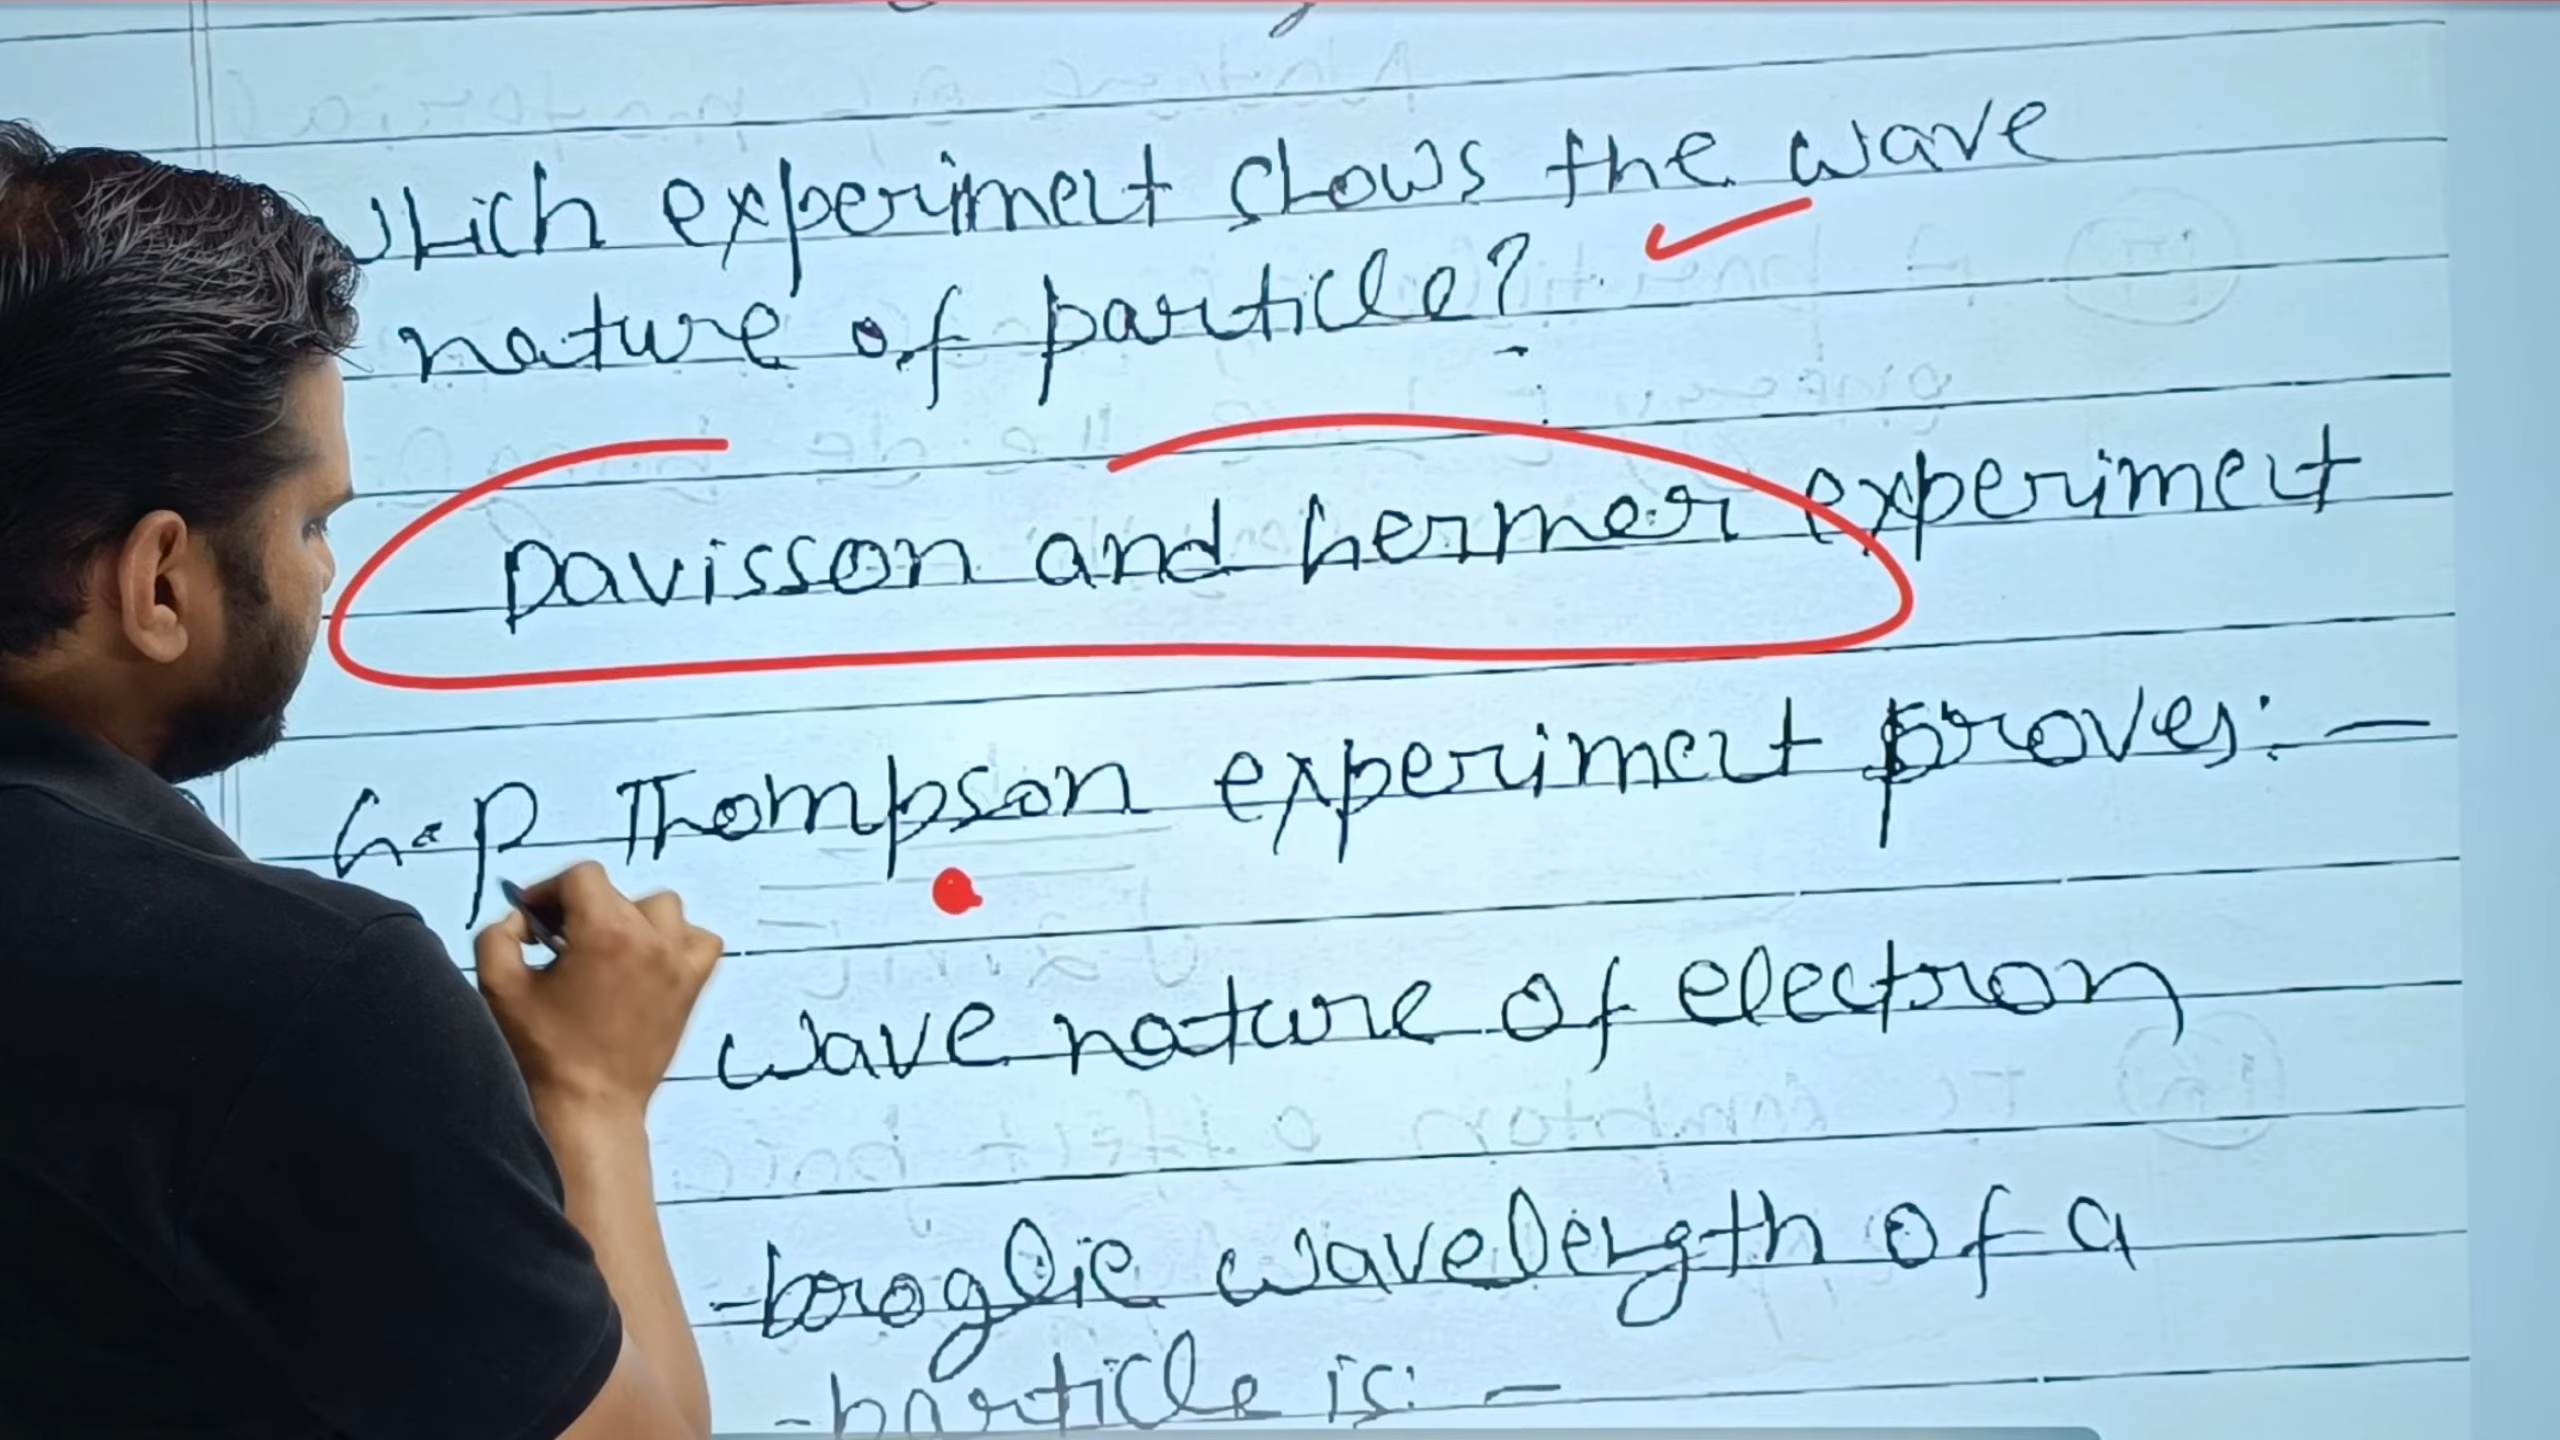 which experiment shows the wave
nature of particle?
Davisson and Germer experiment
G.P Thompson experiment proves:-
wave nature of electron
-broglie wavelength of a
-particle is:-